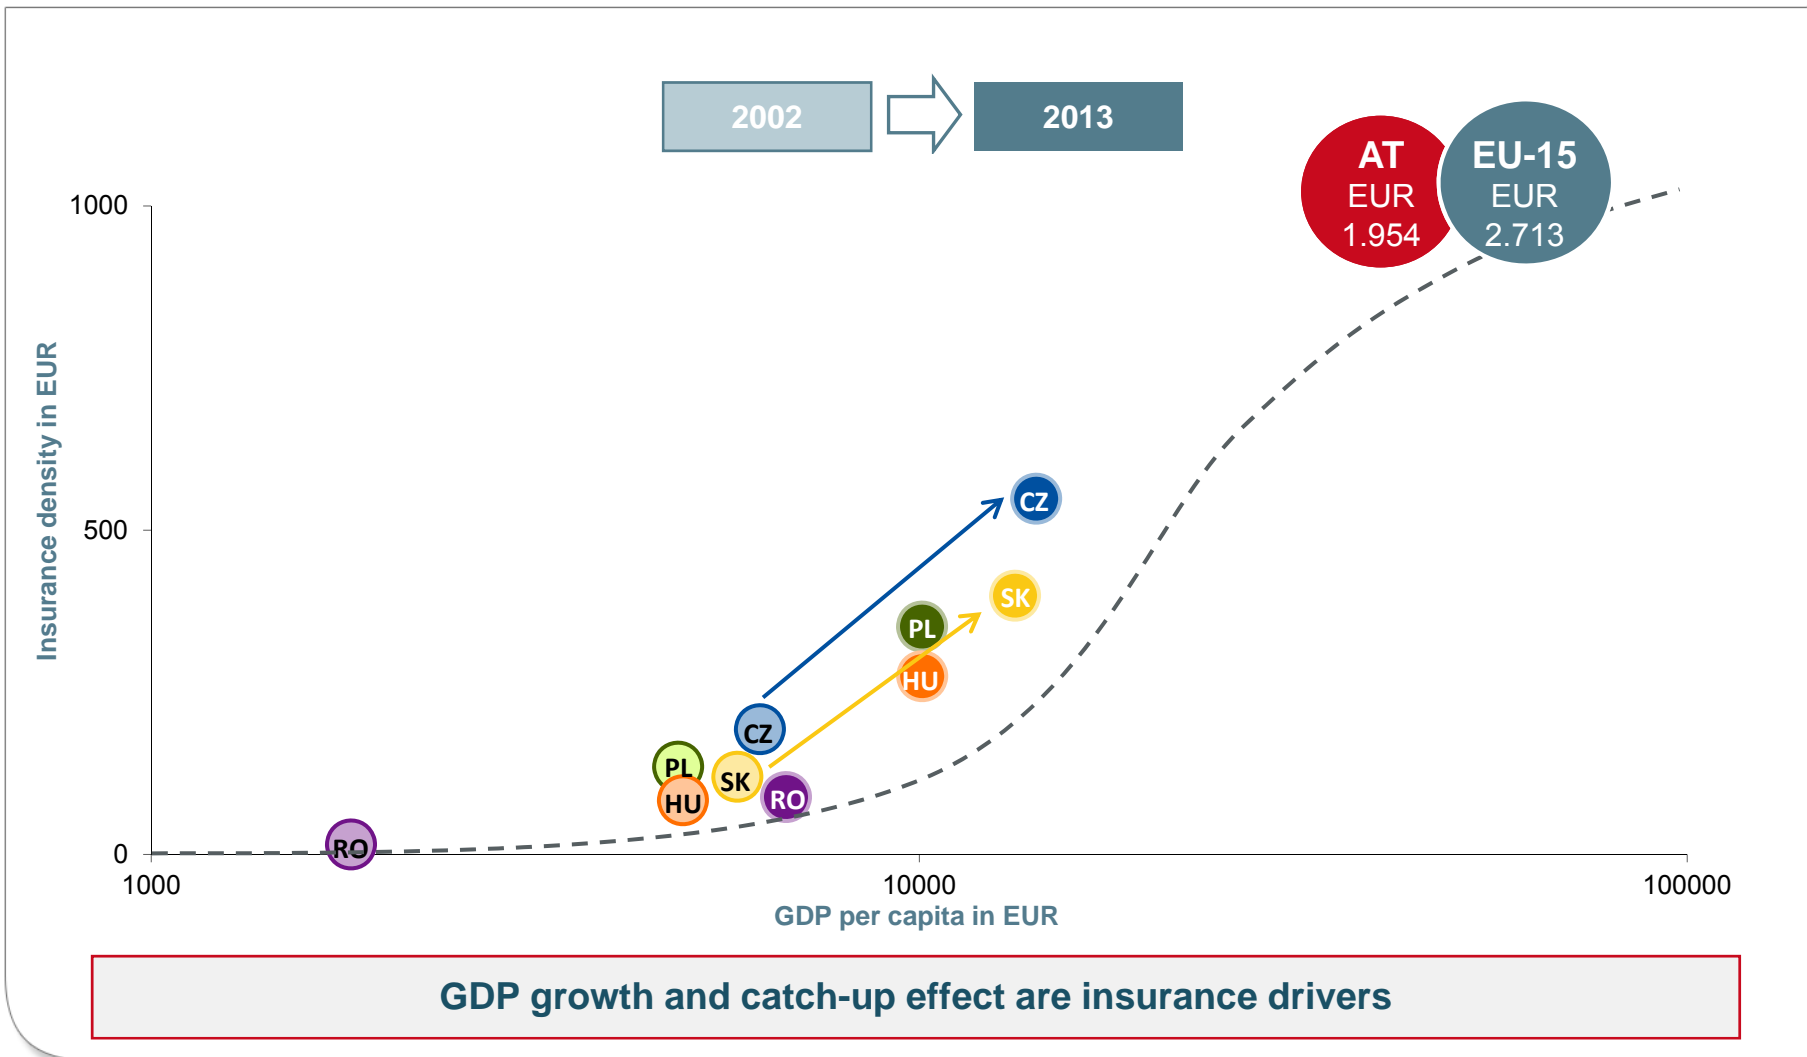 2002
2013
AT
EUR
1.954
EU-15
EUR
2.713
1000
500
0
Insurance density in EUR
CZ
SK
PL
HU
CZ
PL
SK
HU
RO
RO
1000
10000
100000
GDP per capita in EUR
GDP growth and catch-up effect are insurance drivers